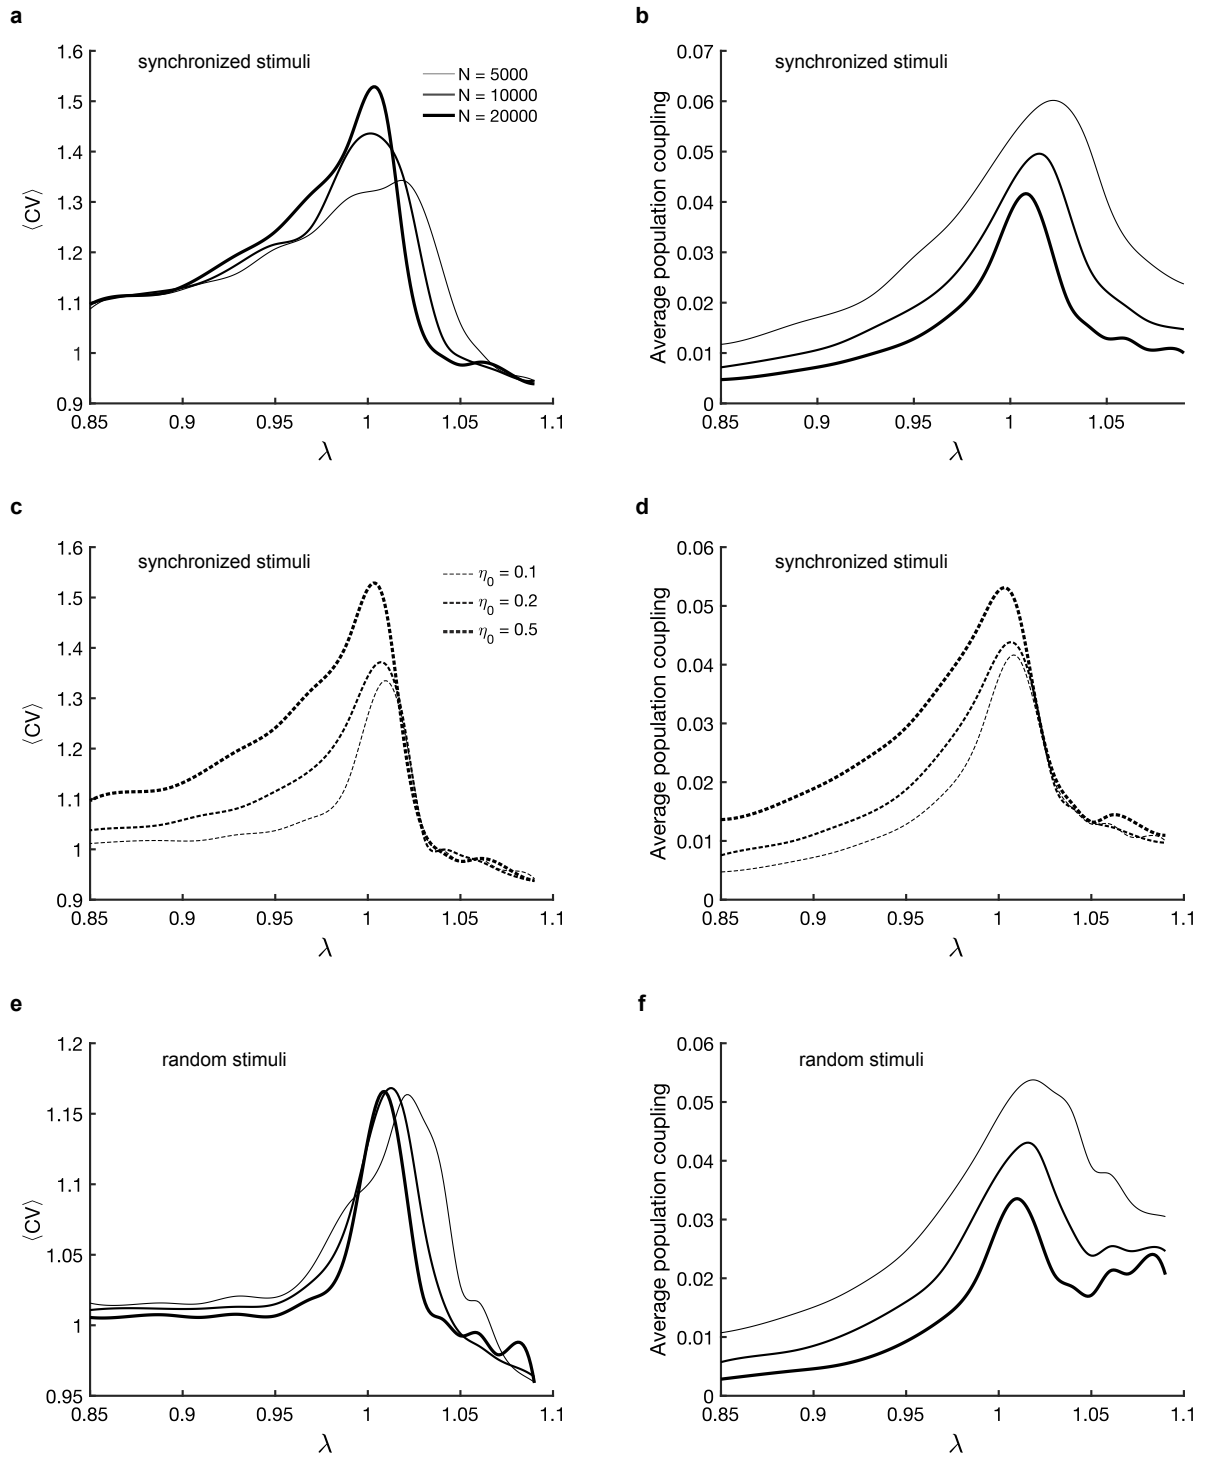 a
1.6
1.5
1.4
1.3
1.2
1.1
1
0.9
⟨CV⟩
synchronized stimuli
N = 5000
N = 10000
N = 20000
0.85 0.9 0.95 1 1.05 1.1
λ
b
0.07
0.06
0.05
0.04
0.03
0.02
0.01
0
Average population coupling
synchronized stimuli
0.85 0.9 0.95 1 1.05
λ
c
1.6
1.5
1.4
1.3
1.2
1.1
1
0.9
⟨CV⟩
synchronized stimuli
η0 = 0.1
η0 = 0.2
η0 = 0.5
0.85 0.9 0.95 1 1.05 1.1
λ
d
0.06
0.05
0.04
0.03
0.02
0.01
0
Average population coupling
synchronized stimuli
0.85 0.9 0.95 1 1.05 1.1
λ
e
1.2
1.15
1.1
1.05
1
0.95
⟨CV⟩
random stimuli
0.85 0.9 0.95 1 1.05 1.1
λ
f
0.06
0.05
0.04
0.03
0.02
0.01
0
Average population coupling
random stimuli
0.85 0.9 0.95 1 1.05 1.1
λ